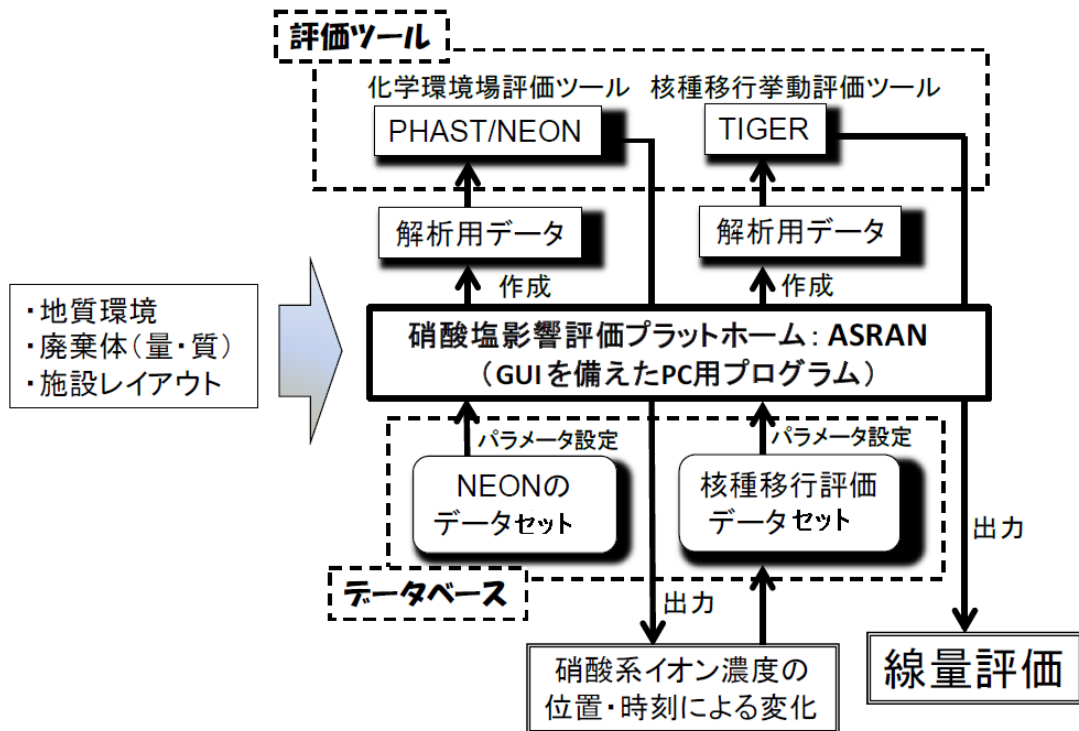 評価ツール
化学環境場評価ツール
核種移行挙動評価ツール
PHAST/NEON
TIGER
解析用データ
解析用データ
作成
作成
・地質環境
・廃棄体(量・質)
・施設レイアウト
硝酸塩影響評価プラットホーム: ASRAN
(GUIを備えたPC用プログラム)
パラメータ設定
パラメータ設定
NEONの
データセット
核種移行評価
データセット
データベース
出力
出力
硝酸系イオン濃度の
位置・時刻による変化
線量評価